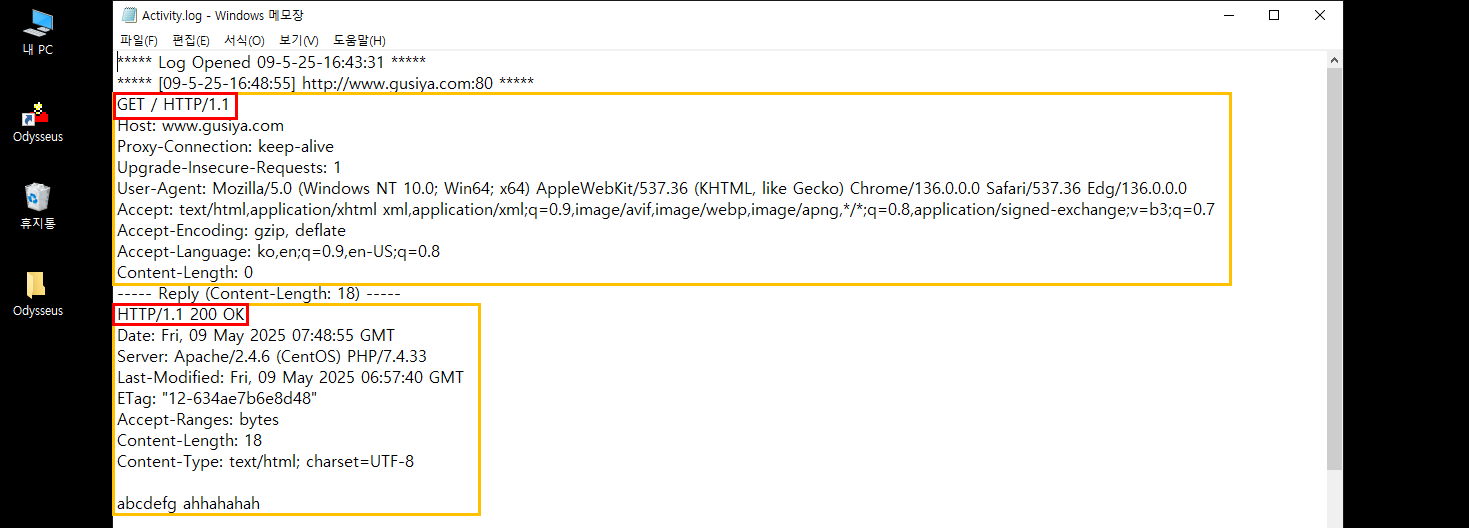 내 PC
Odysseus
휴지통
Odysseus
Activity.log - Windows 메모장
파일(F) 편집(E) 서식(O) 보기(V) 도움말(H)
***** Log Opened 09-5-25-16:43:31 *****
***** [09-5-25-16:48:55] http://www.gusiya.com:80 *****
GET / HTTP/1.1
Host: www.gusiya.com
Proxy-Connection: keep-alive
Upgrade-Insecure-Requests: 1
User-Agent: Mozilla/5.0 (Windows NT 10.0; Win64; x64) AppleWebKit/537.36 (KHTML, like Gecko) Chrome/136.0.0.0 Safari/537.36 Edg/136.0.0.0
Accept: text/html,application/xhtml xml,application/xml;q=0.9,image/avif,image/webp,image/apng,*/*;q=0.8,application/signed-exchange;v=b3;q=0.7
Accept-Encoding: gzip, deflate
Accept-Language: ko,en;q=0.9,en-US;q=0.8
Content-Length: 0
----- Reply (Content-Length: 18) -----
HTTP/1.1 200 OK
Date: Fri, 09 May 2025 07:48:55 GMT
Server: Apache/2.4.6 (CentOS) PHP/7.4.33
Last-Modified: Fri, 09 May 2025 06:57:40 GMT
ETag: "12-634ae7b6e8d48"
Accept-Ranges: bytes
Content-Length: 18
Content-Type: text/html; charset=UTF-8
abcdefg ahhahahah